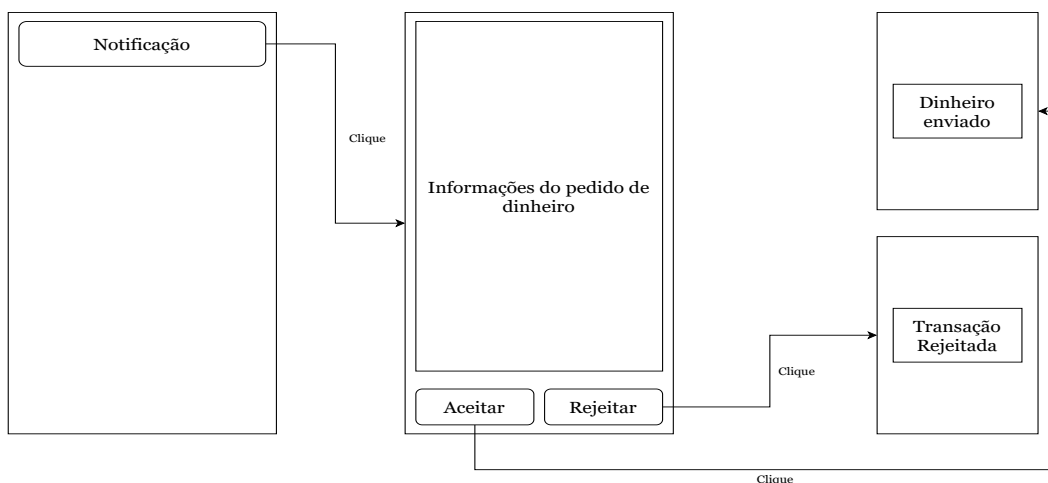 Notificação
Clique
Informações do pedido de
dinheiro
Aceitar
Rejeitar
Clique
Clique
Dinheiro
enviado
Transação
Rejeitada